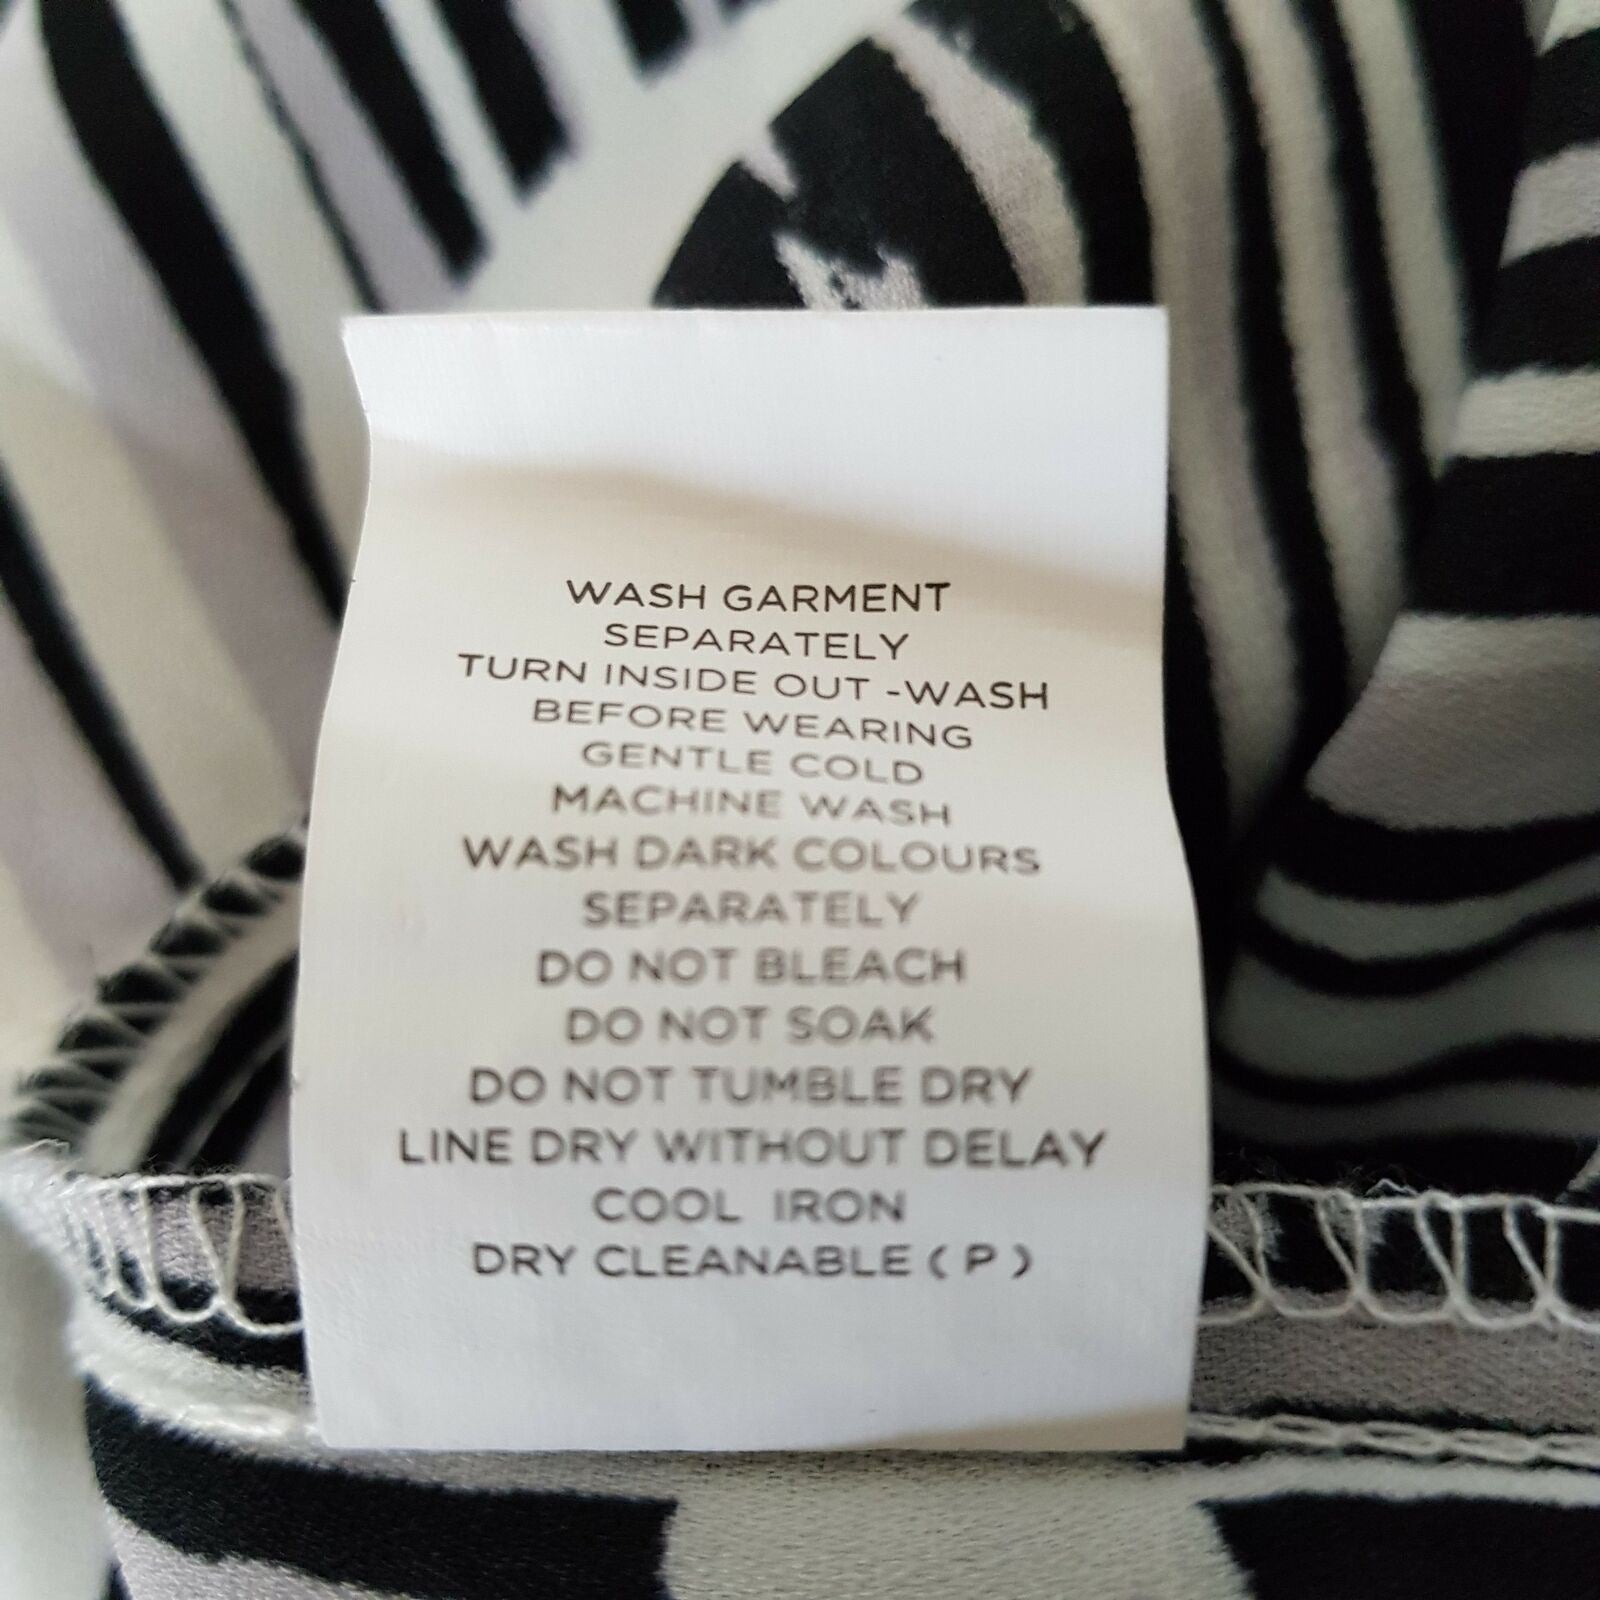 WASH GARMENT
SEPARATELY
TURN INSIDE OUT -WASH
BEFORE WEARING
GENTLE COLD
MACHINE WASH
WASH DARK COLOURS
SEPARATELY
DO NOT BLEACH
DO NOT SOAK
DO NOT TUMBLE DRY
LINE DRY WITHOUT DELAY
COOL IRON
DRY CLEANABLE ( P )